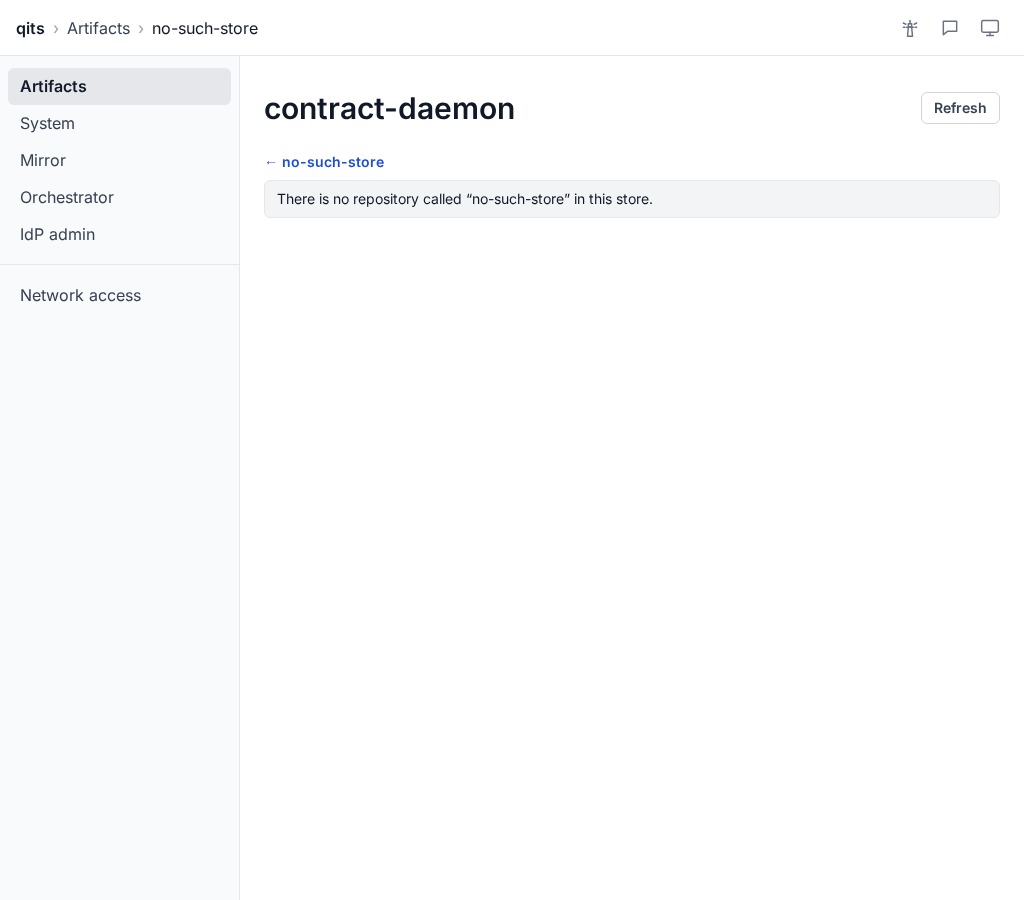 qits › Artifacts › no-such-store
Artifacts
System
Mirror
Orchestrator
IdP admin
Network access
contract-daemon
Refresh
← no-such-store
There is no repository called “no-such-store” in this store.